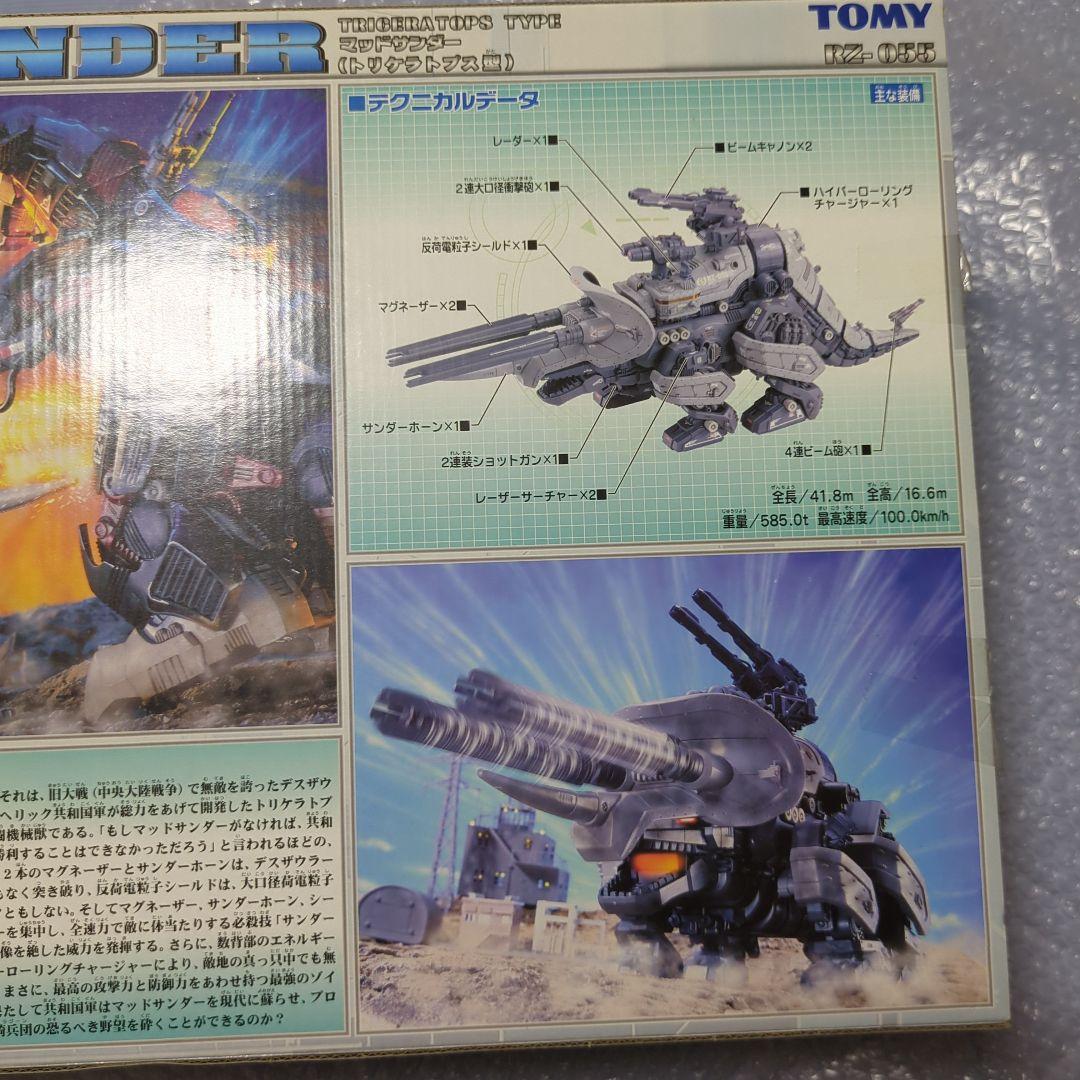 NDER
TRICERATOPS TYPE
マッドサンダー
(トリケラトプス型)
TOMY
RZ-055
■テクニカルデータ
主な装備
レーダー×1■
■ビームキャノン×2
2連大口径衝撃砲×1■
■ハイパーローリング
チャージャー×1
反荷電粒子シールド×1■
マグネーザー×2■
サンダーホーン×1■
2連装ショットガン×1■
4連ビーム砲×1■
レーザーサーチャー×2■
全長/41.8m 全高/16.6m
重量/585.0t 最高速度/100.0km/h
それは、旧大戦(中央大陸戦争)で無敵を誇ったデスザウ
ヘリック共和国軍が総力をあげて開発したトリケラトプ
闘機械獣である。「もしマッドサンダーがなければ、共和
勝利することはできなかっただろう」と言われるほどの、
2本のマグネーザーとサンダーホーンは、デスザウラー
もなく突き破り、反荷電粒子シールドは、大口径荷電粒子
ともしない。そしてマグネーザー、サンダーホーン、シー
ーを集中し、全速力で敵に体当たりする必殺技「サンダー
像を絶した威力を発揮する。さらに、数背部のエネルギー
ーローリングチャージャーにより、敵地の真っ只中でも無
まさに、最高の攻撃力と防御力をあわせ持つ最強のゾイ
果たして共和国軍はマッドサンダーを現代に蘇らせ、プロ
騎兵団の恐るべき野望を砕くことができるのか?